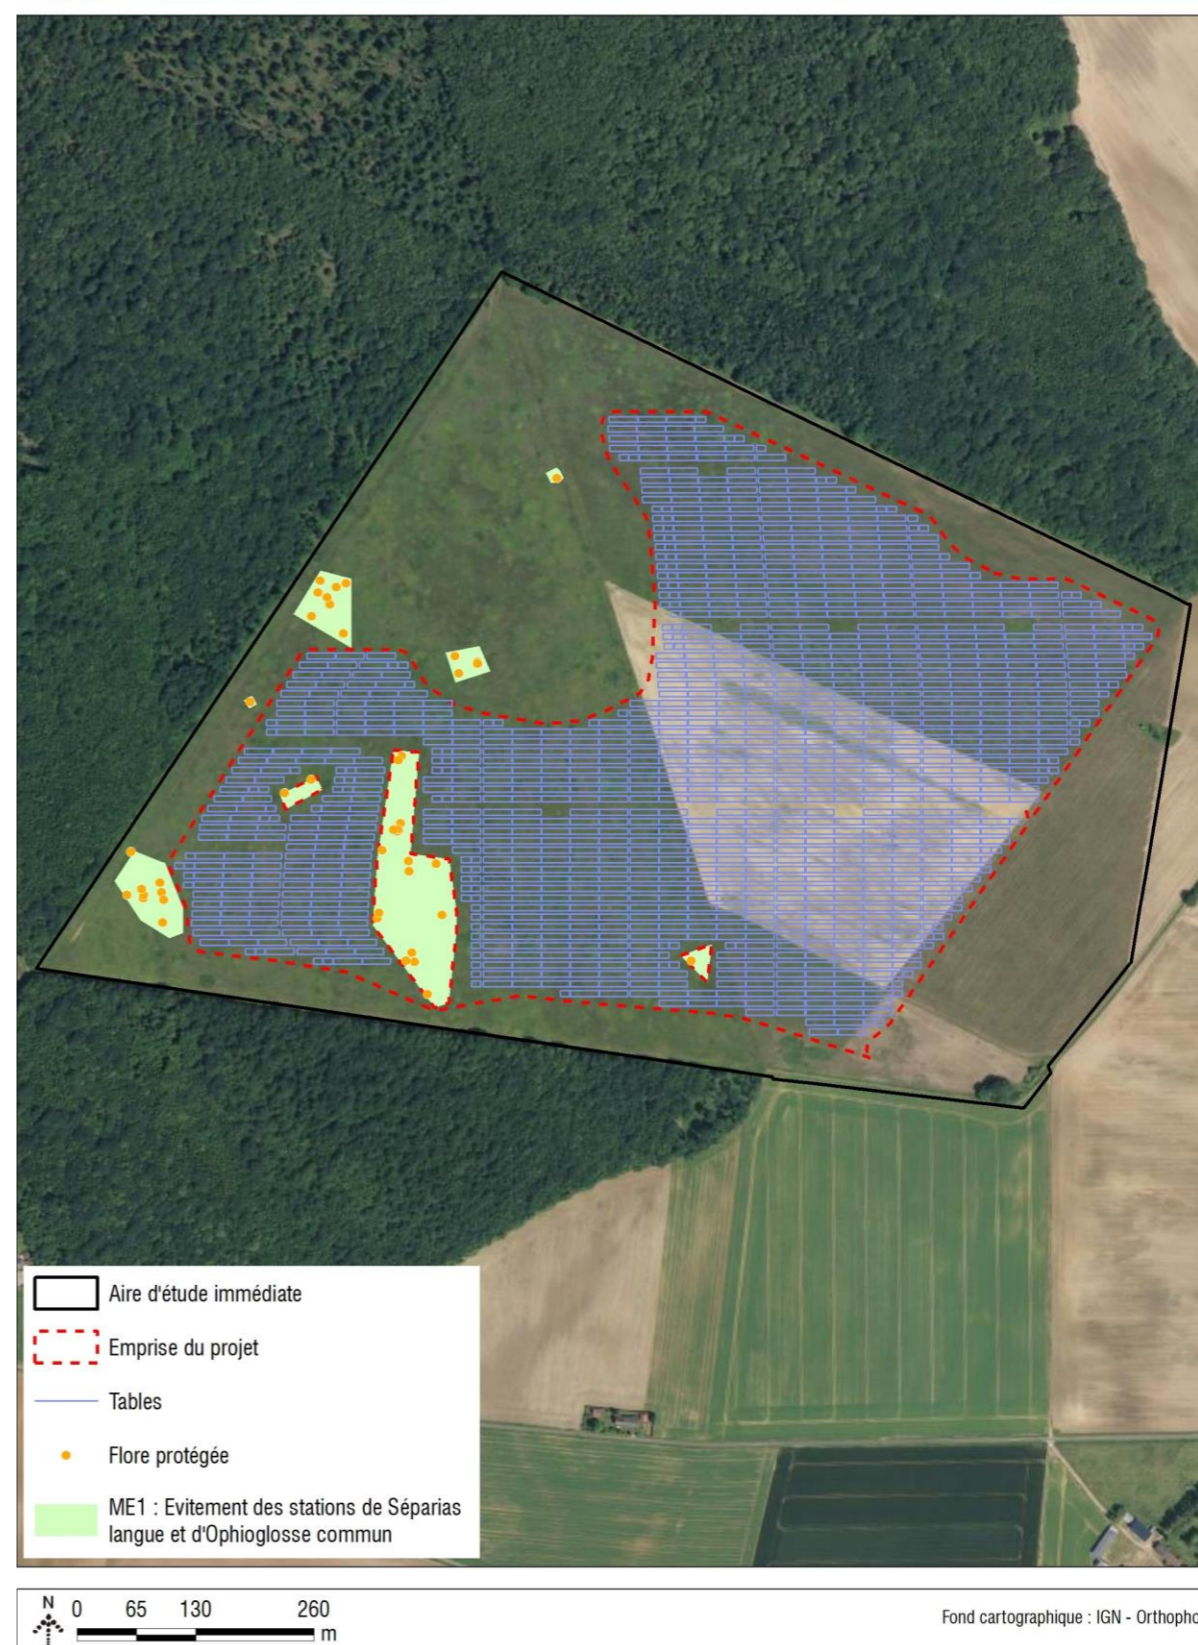 Aire d'étude immédiate
Emprise du projet
Tables
Flore protégée
ME1 : Evitement des stations de Séparias
langue et d'Ophioglosse commun
N
0 65 130 260
m
Fond cartographique : IGN - Orthopho